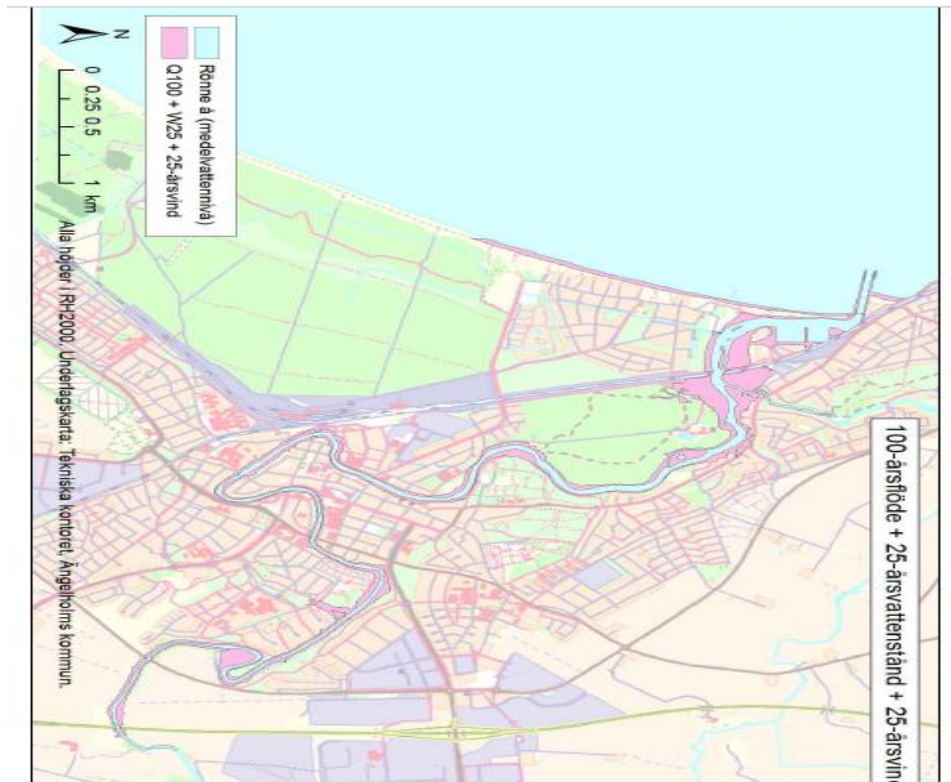 100-årsflöde + 25-årsvattenstånd + 25-årsvin
Rönne å (medelvattennivå)
Q100 + W25 + 25-årsvind
N
0 0.25 0.5 1 km
Alla höjder i RH2000. Underlagskarta: Tekniska kontoret, Ängelholms kommun.